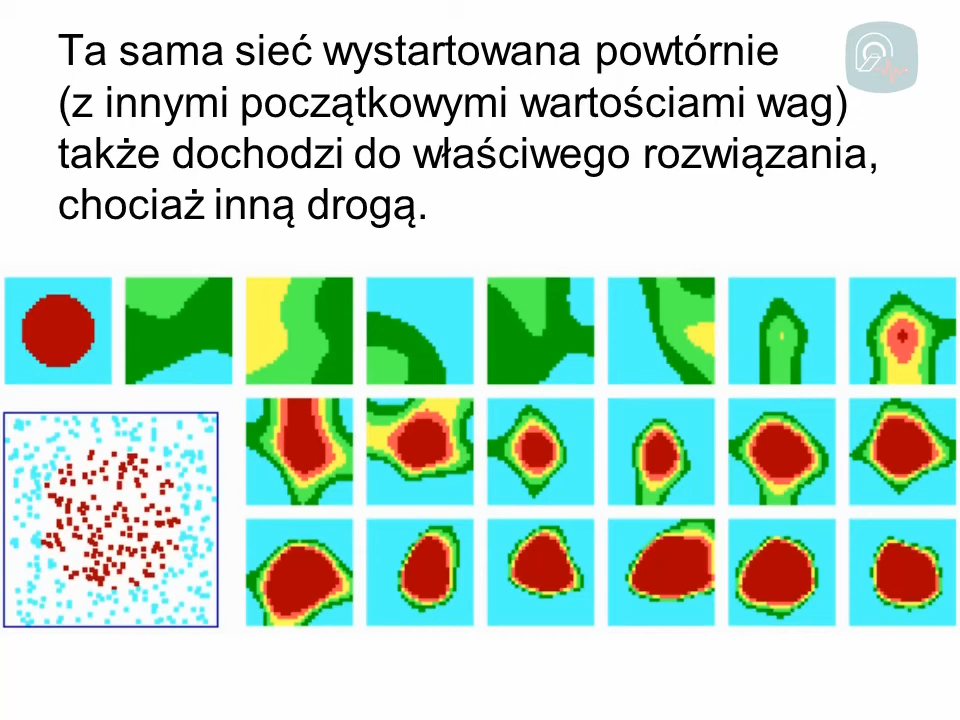 Ta sama sieć wystartowana powtórnie
(z innymi początkowymi wartościami wag)
także dochodzi do właściwego rozwiązania,
chociaż inną drogą.